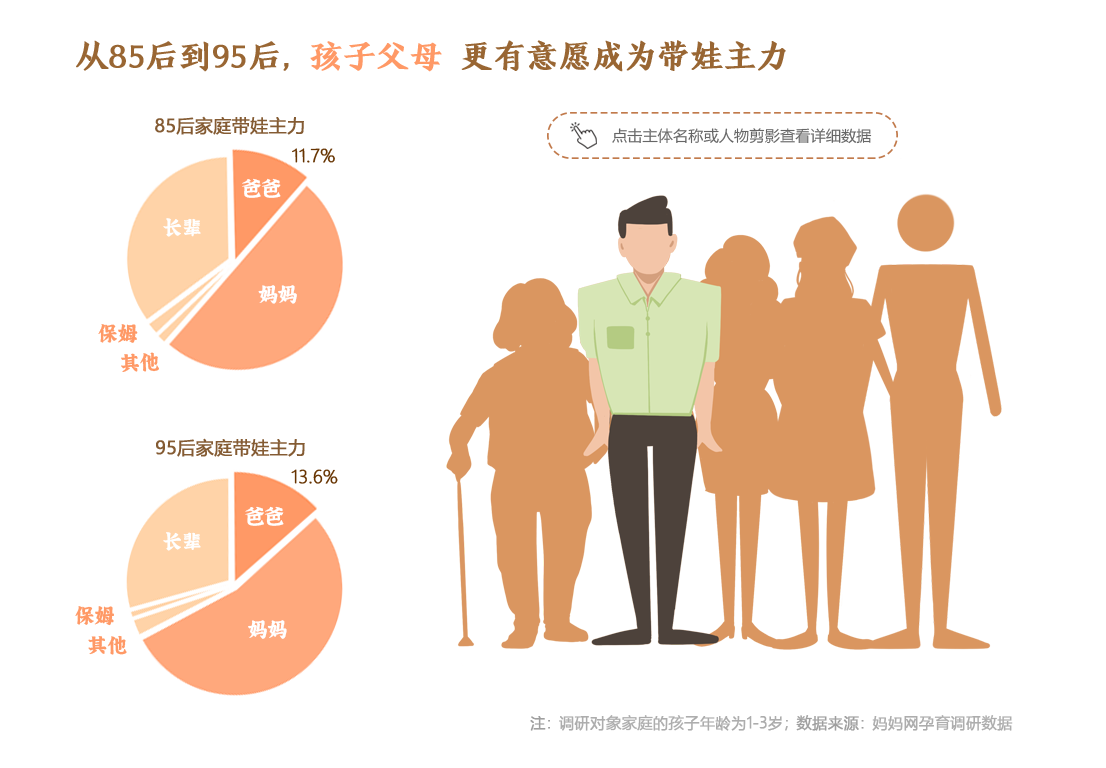 从85后到95后，孩子父母 更有意愿成为带娃主力
85后家庭带娃主力
11.7%
爸爸
长辈
妈妈
保姆
其他
点击主体名称或人物剪影查看详细数据
95后家庭带娃主力
13.6%
爸爸
长辈
保姆
妈妈
其他
注：调研对象家庭的孩子年龄为1-3岁；数据来源：妈妈网孕育调研数据